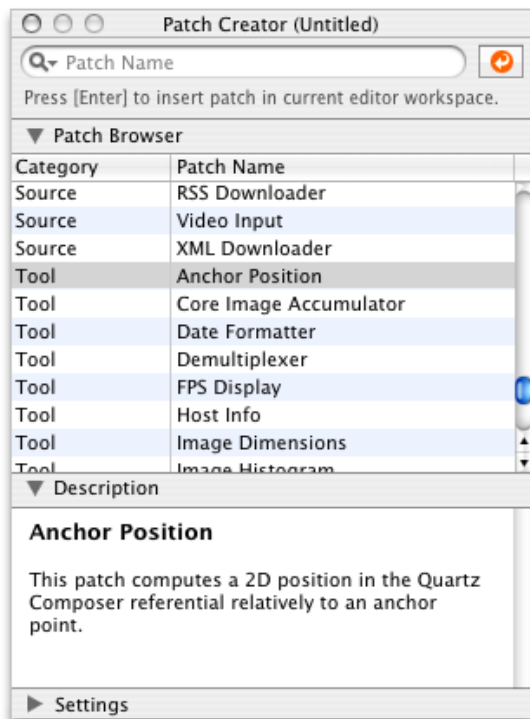 Patch Creator (Untitled)
Patch Name
Press [Enter] to insert patch in current editor workspace.
Patch Browser
Category Patch Name
Source RSS Downloader
Source Video Input
Source XML Downloader
Tool Anchor Position
Tool Core Image Accumulator
Tool Date Formatter
Tool Demultiplexer
Tool FPS Display
Tool Host Info
Tool Image Dimensions
Tool Image Histogram
Description
Anchor Position
This patch computes a 2D position in the Quartz
Composer referential relatively to an anchor
point.
Settings